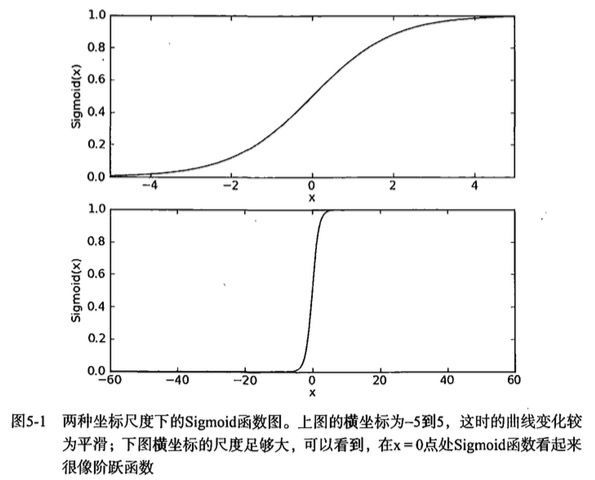 1.0
0.8
0.6
0.4
0.2
0.0
Sigmoid(x)
−4 −2 0 2 4
x
1.0
0.8
0.6
0.4
0.2
0.0
Sigmoid(x)
−60 −40 −20 0 20 40 60
x
图5-1 两种坐标尺度下的Sigmoid函数图。上图的横坐标为-5到5，这时的曲线变化较
为平滑；下图横坐标的尺度足够大，可以看到，在x = 0点处Sigmoid函数看起来
很像阶跃函数